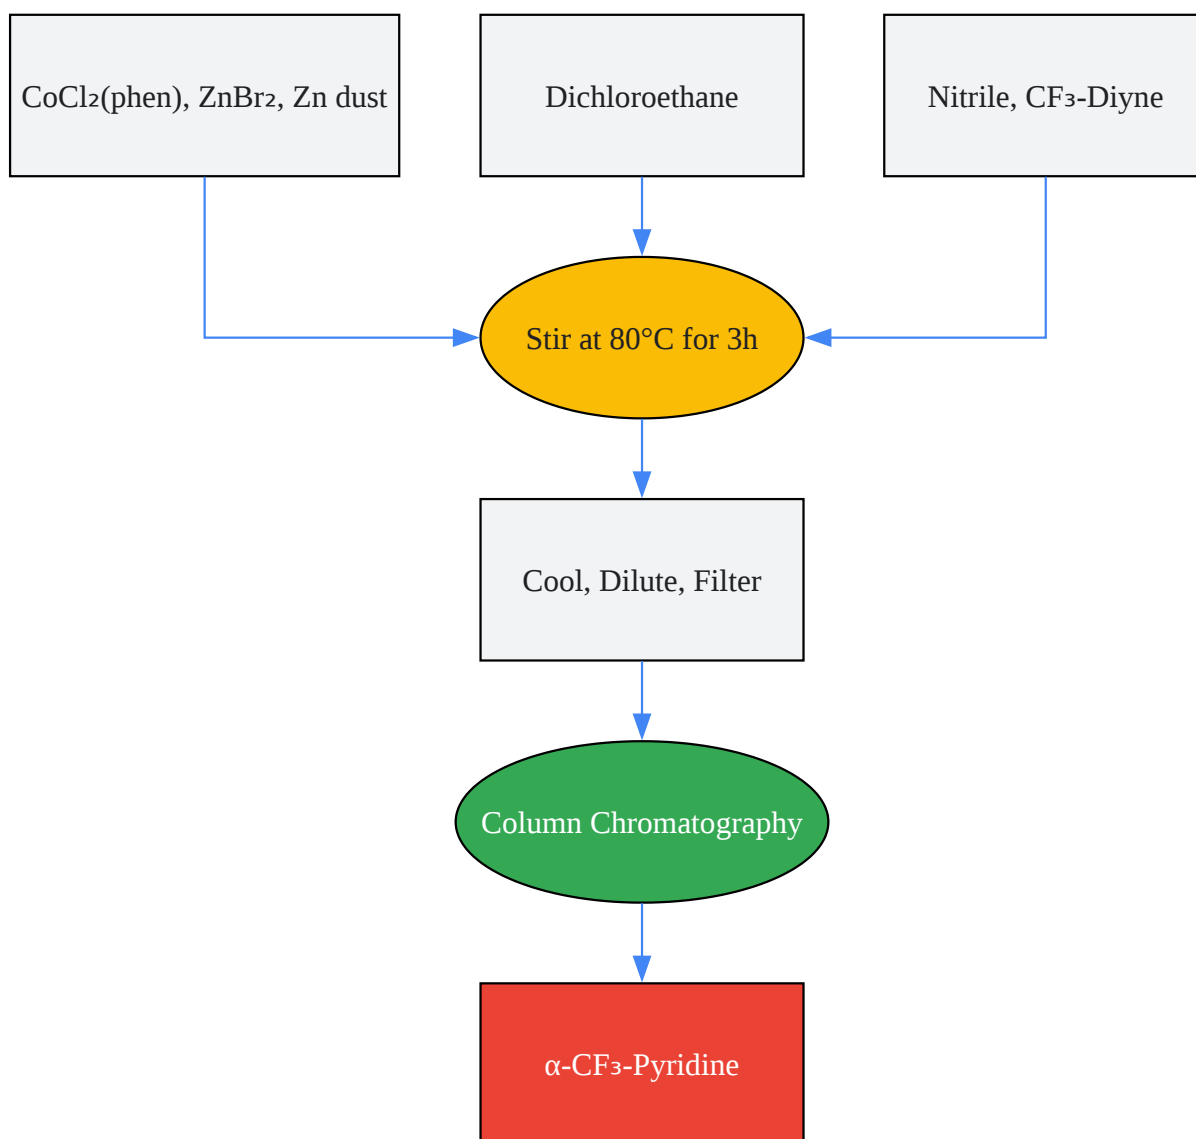 CoCl₂(phen), ZnBr₂, Zn dust
Dichloroethane
Nitrile, CF₃-Diyne
Stir at 80°C for 3h
Cool, Dilute, Filter
Column Chromatography
α-CF₃-Pyridine